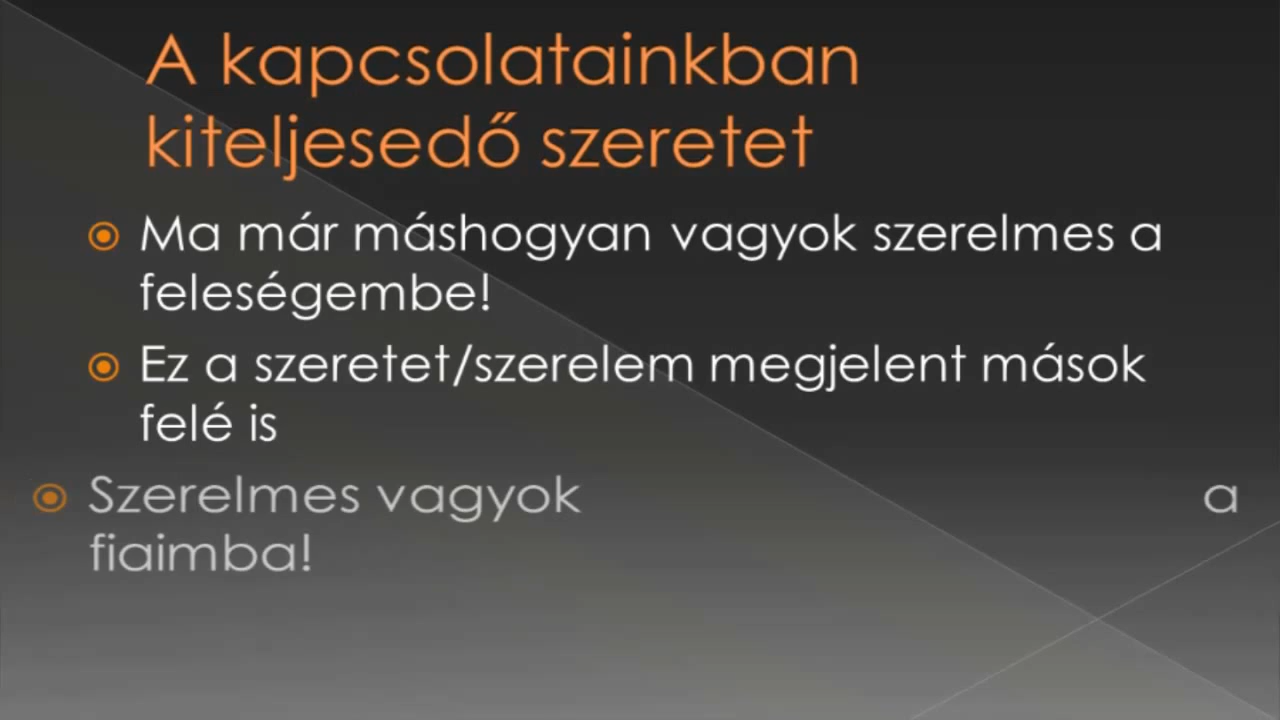 A kapcsolatainkban
kiteljesedő szeretet
Ma már máshogyan vagyok szerelmes a
feleségembe!
Ez a szeretet/szerelem megjelent mások
felé is
Szerelmes vagyok a
fiaimba!